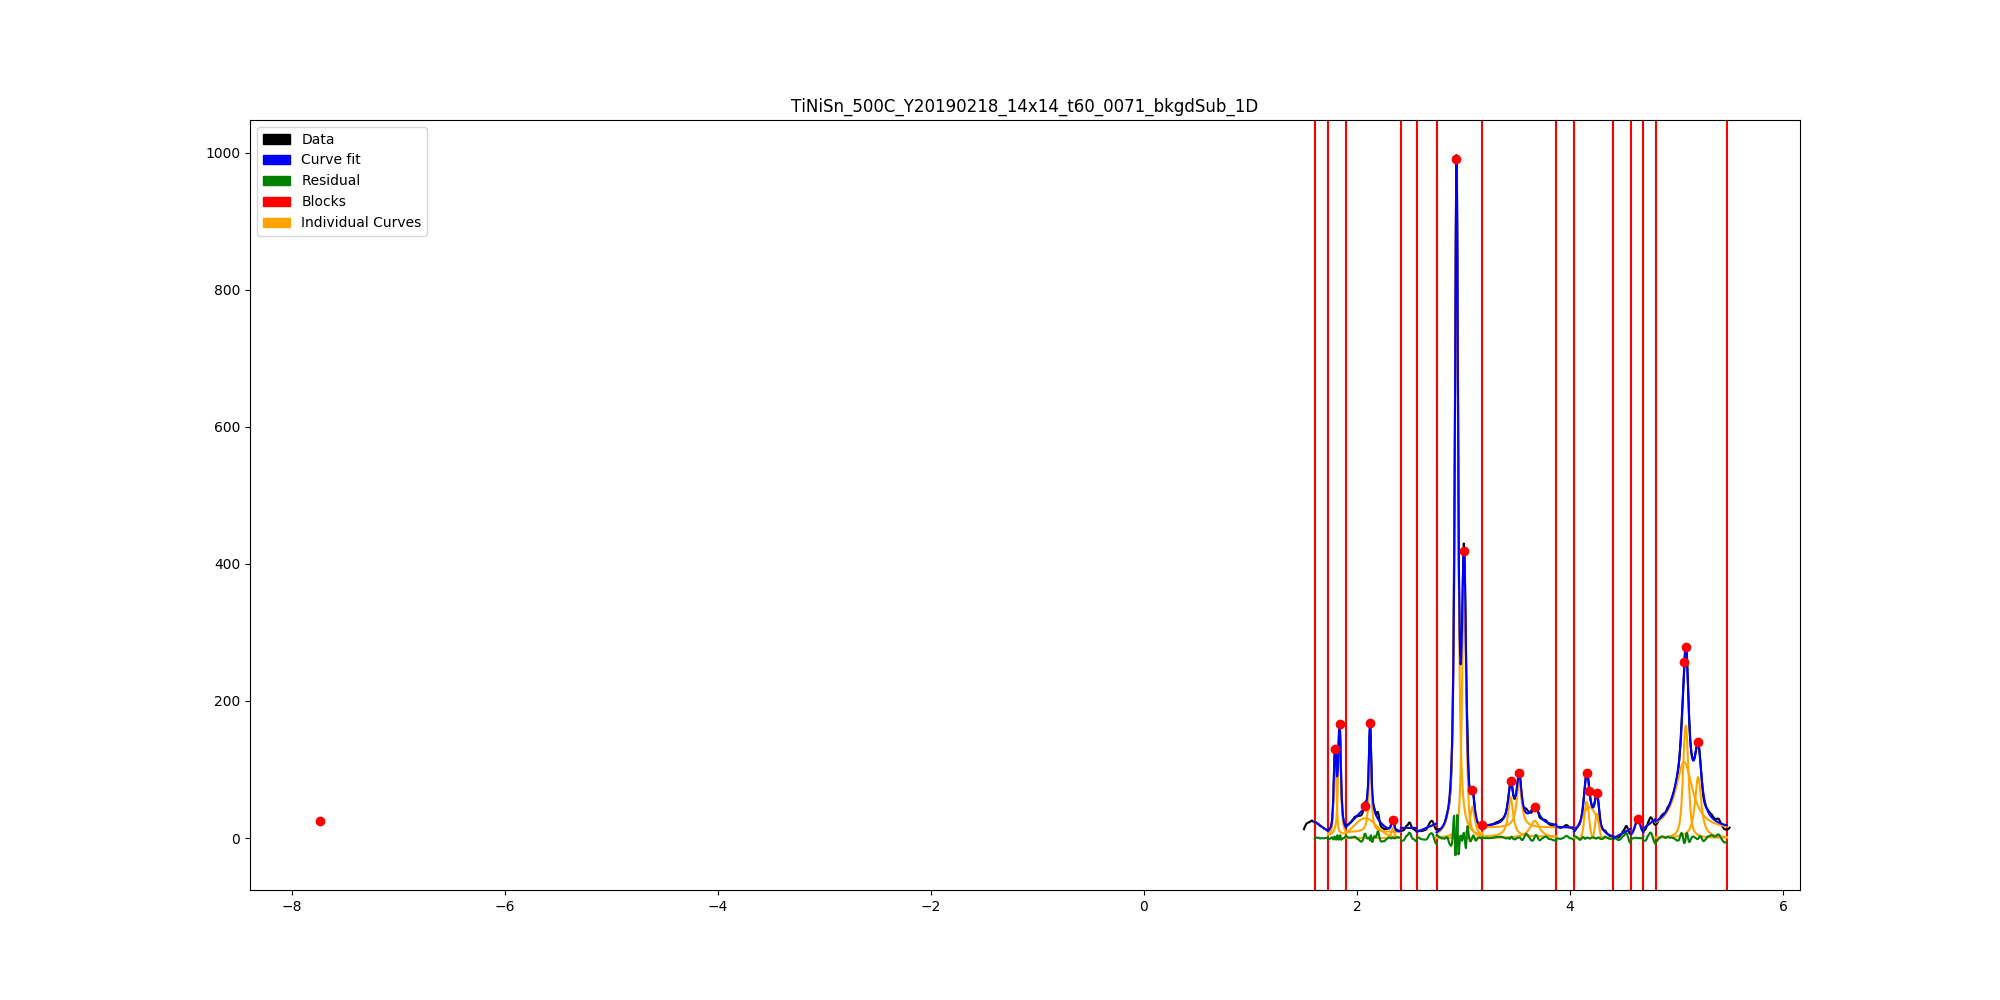 TiNiSn_500C_Y20190218_14x14_t60_0071_bkgdSub_1D
Data
Curve fit
Residual
Blocks
Individual Curves
1000
800
600
400
200
0
−8 −6 −4 −2 0 2 4 6